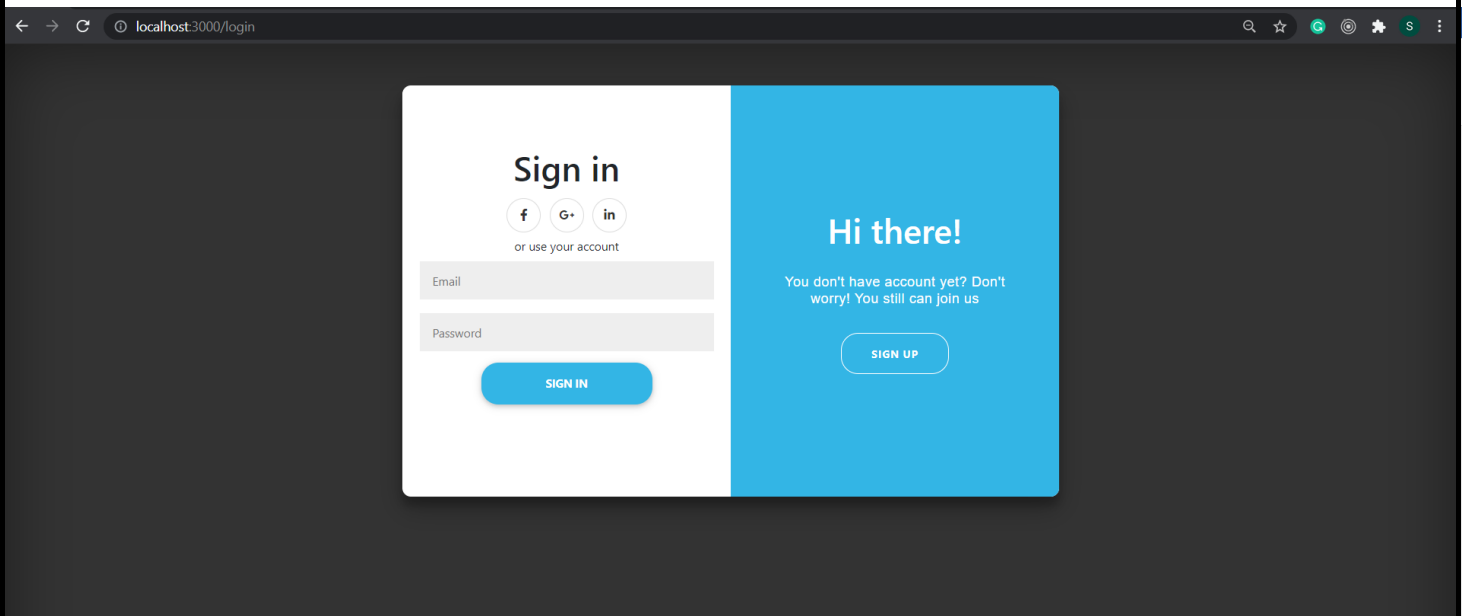 localhost:3000/login
S
Sign in
f
G+
in
or use your account
Email
Password
SIGN IN
Hi there!
You don't have account yet? Don't
worry! You still can join us
SIGN UP